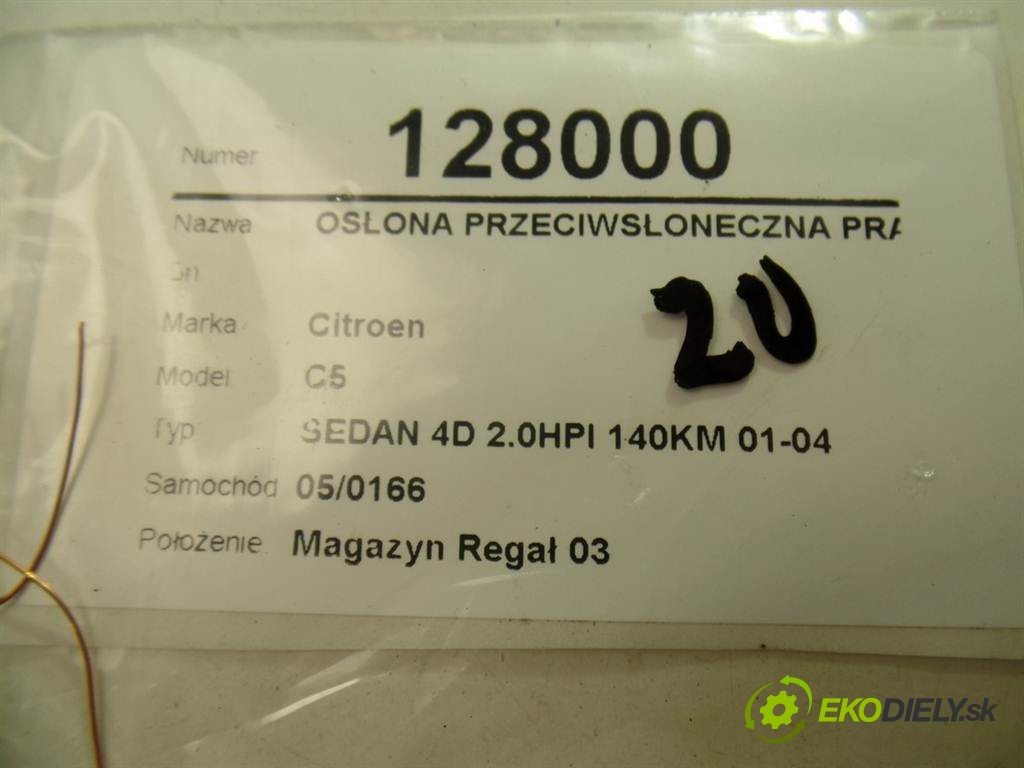 Numer 128000
Nazwa OSLONA PRZECIWSLONECZNA PRA
Sn
Marka Citroen
Model C5
Typ SEDAN 4D 2.0HPI 140KM 01-04
Samochód 05/0166
Położenie Magazyn Regał 03
20
EKODIELY.sk